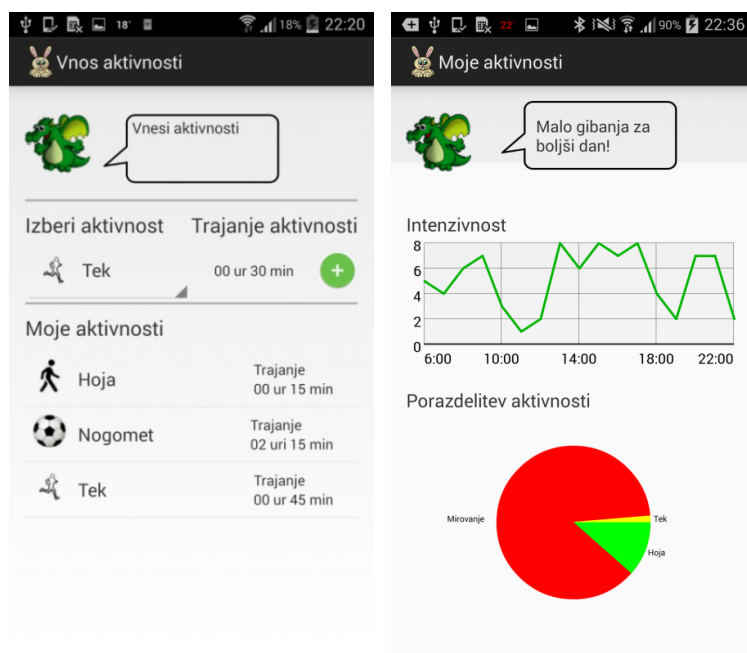 18°
18%
22:20
Vnos aktivnosti
Vnesi aktivnosti
Izberi aktivnost
Trajanje aktivnosti
Tek
00 ur 30 min
Moje aktivnosti
Hoja
Trajanje
00 ur 15 min
Nogomet
Trajanje
02 uri 15 min
Tek
Trajanje
00 ur 45 min
22°
90%
22:36
Moje aktivnosti
Malo gibanja za
boljši dan!
Intenzivnost
8
6
4
2
0
6:00 10:00 14:00 18:00 22:00
Porazdelitev aktivnosti
Mirovanje
Tek
Hoja